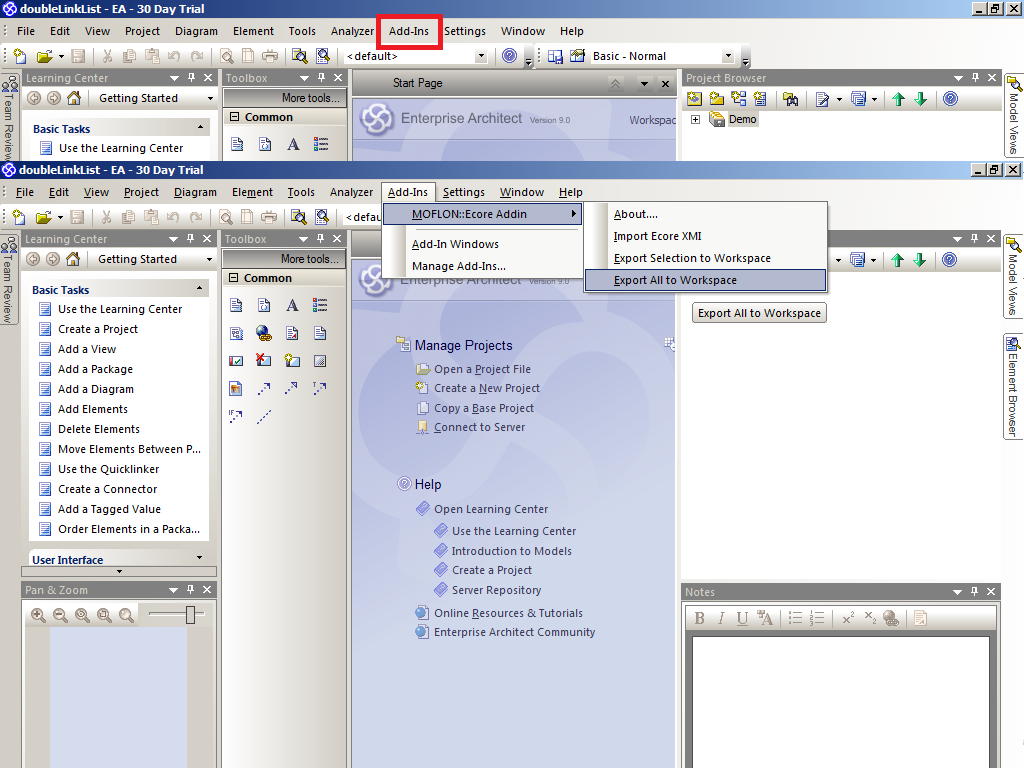 doubleLinkList - EA - 30 Day Trial
File Edit View Project Diagram Element Tools Analyzer Add-Ins Settings Window Help
<default> Basic - Normal
Learning Center Toolbox Start Page Project Browser
Getting Started More tools...
Team Review
Model Views
Basic Tasks Common Enterprise Architect Version 9.0 Workspac Demo
Use the Learning Center
doubleLinkList - EA - 30 Day Trial
File Edit View Project Diagram Element Tools Analyzer Add-Ins Settings Window Help
MOFLON::Ecore Addin About....
<defau
Learning Center Toolbox Add-In Windows Import Ecore XMI
Getting Started More tools... Manage Add-Ins... Export Selection to Workspace
Team Review
Model Views
Basic Tasks Common Enterprise Architect Version 9.0 Export All to Workspace
Use the Learning Center Export All to Workspace
Create a Project
Add a View Manage Projects
Add a Package Open a Project File
Add a Diagram Create a New Project
Add Elements Copy a Base Project
Delete Elements Connect to Server
Element Browser
Move Elements Between P...
Use the Quicklinker
Create a Connector Help
Add a Tagged Value Open Learning Center
Order Elements in a Packa... Use the Learning Center
User Interface Introduction to Models
Create a Project
Pan & Zoom Server Repository Notes
Online Resources & Tutorials B I U A x² x₂
Enterprise Architect Community